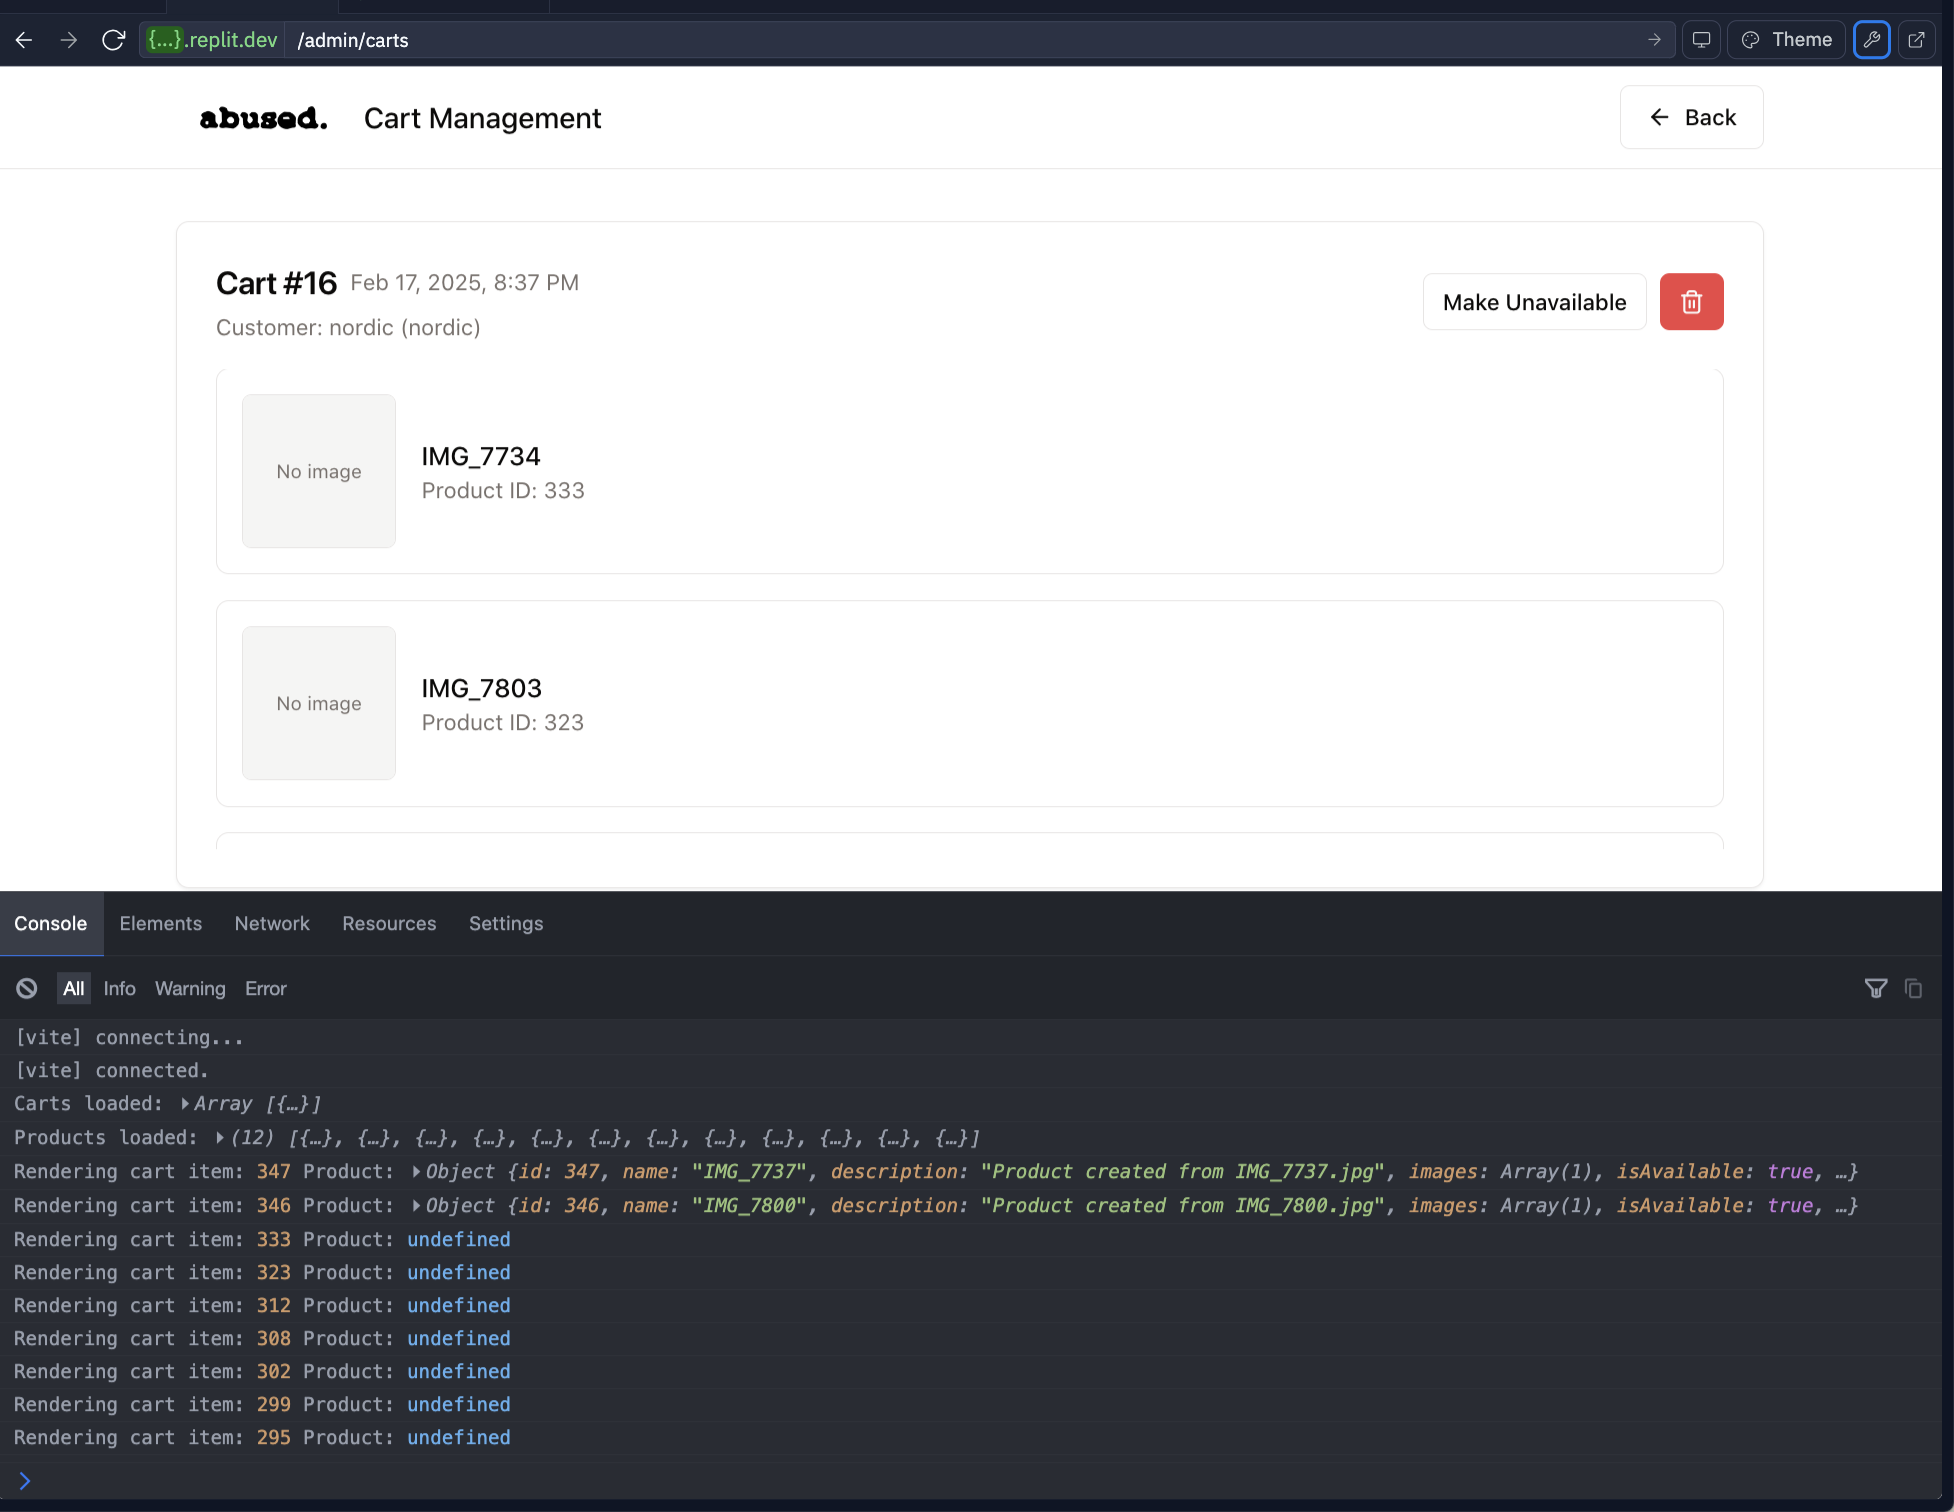 {...}.replit.dev /admin/carts Theme
abused. Cart Management Back
Cart #16 Feb 17, 2025, 8:37 PM
Customer: nordic (nordic)
Make Unavailable
No image
IMG_7734
Product ID: 333
No image
IMG_7803
Product ID: 323
Console Elements Network Resources Settings
All Info Warning Error
[vite] connecting...
[vite] connected.
Carts loaded: Array [{…}]
Products loaded: (12) [{…}, {…}, {…}, {…}, {…}, {…}, {…}, {…}, {…}, {…}, {…}, {…}]
Rendering cart item: 347 Product: Object {id: 347, name: "IMG_7737", description: "Product created from IMG_7737.jpg", images: Array(1), isAvailable: true, …}
Rendering cart item: 346 Product: Object {id: 346, name: "IMG_7800", description: "Product created from IMG_7800.jpg", images: Array(1), isAvailable: true, …}
Rendering cart item: 333 Product: undefined
Rendering cart item: 323 Product: undefined
Rendering cart item: 312 Product: undefined
Rendering cart item: 308 Product: undefined
Rendering cart item: 302 Product: undefined
Rendering cart item: 299 Product: undefined
Rendering cart item: 295 Product: undefined